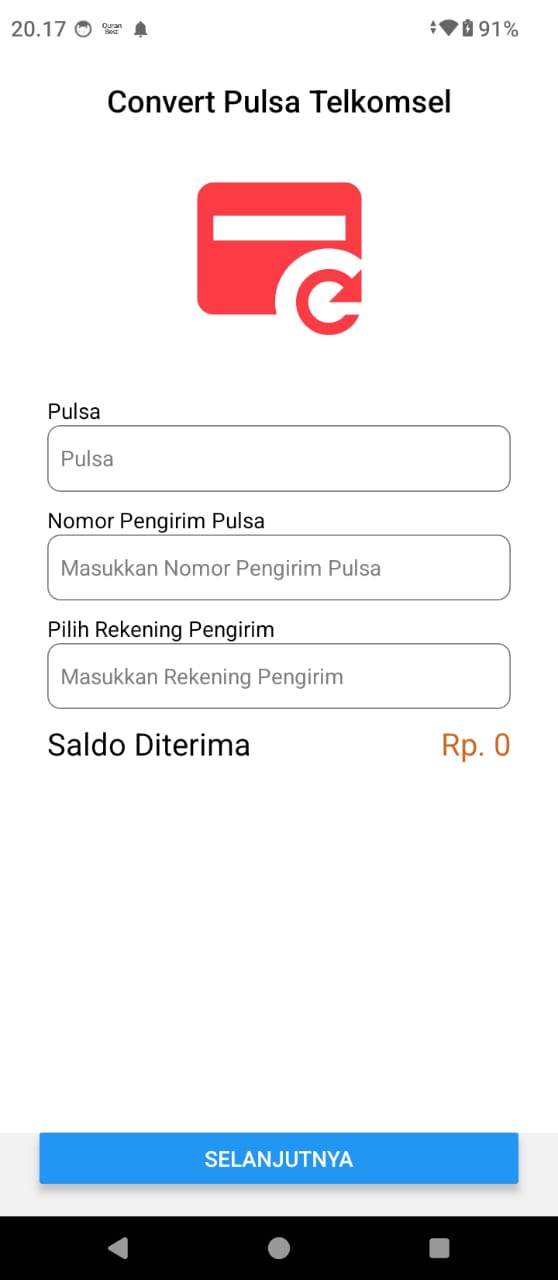 20.17 Quran Best 91%
Convert Pulsa Telkomsel
Pulsa
Pulsa
Nomor Pengirim Pulsa
Masukkan Nomor Pengirim Pulsa
Pilih Rekening Pengirim
Masukkan Rekening Pengirim
Saldo Diterima Rp. 0
SELANJUTNYA